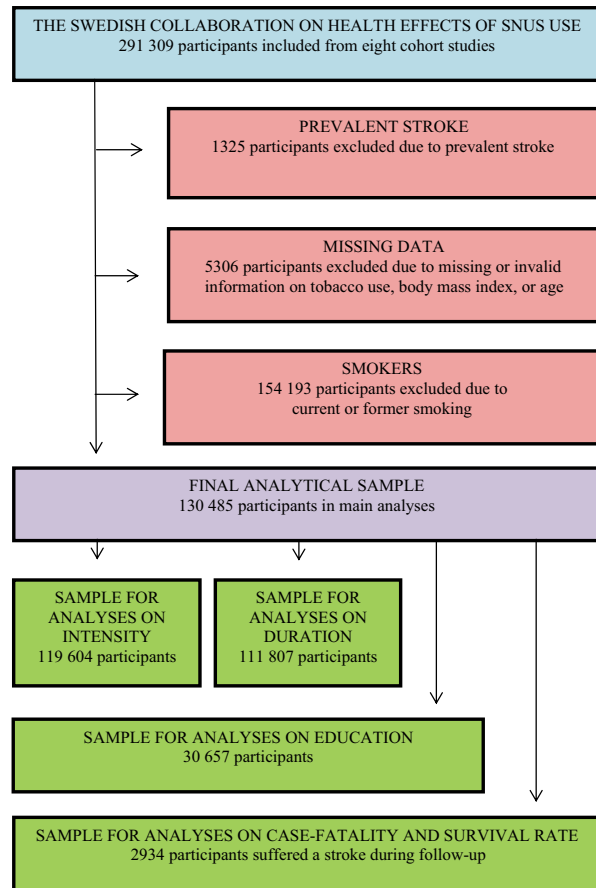 THE SWEDISH COLLABORATION ON HEALTH EFFECTS OF SNUS USE
291 309 participants included from eight cohort studies
PREVALENT STROKE
1325 participants excluded due to prevalent stroke
MISSING DATA
5306 participants excluded due to missing or invalid
information on tobacco use, body mass index, or age
SMOKERS
154 193 participants excluded due to
current or former smoking
FINAL ANALYTICAL SAMPLE
130 485 participants in main analyses
SAMPLE FOR
ANALYSES ON
INTENSITY
119 604 participants
SAMPLE FOR
ANALYSES ON
DURATION
111 807 participants
SAMPLE FOR ANALYSES ON EDUCATION
30 657 participants
SAMPLE FOR ANALYSES ON CASE-FATALITY AND SURVIVAL RATE
2934 participants suffered a stroke during follow-up